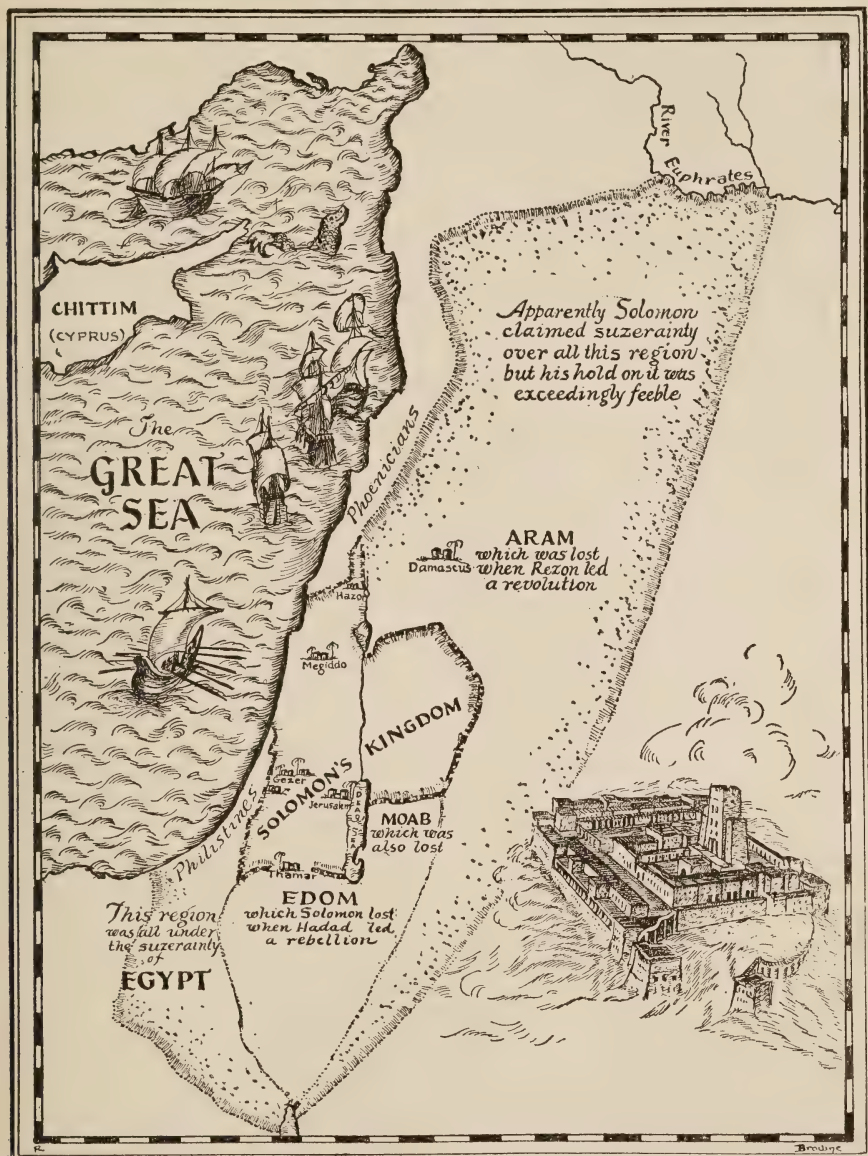 River Euphrates
CHITTIM
(CYPRUS)
Apparently Solomon
claimed suzerainty
over all this region
but his hold on it was
exceedingly feeble
The
GREAT
SEA
Phoenicians
ARAM
which was lost
when Rezon led
a revolution
Damascus
Hazor
Megiddo
KINGDOM
SOLOMON'S
Gezer
Jerusalem
DEAD SEA
MOAB
which was
also lost
Philistines
Thamar
EDOM
which Solomon lost
when Hadad led
a rebellion
This region
was all under
the suzerainty
of
EGYPT
R
Browne